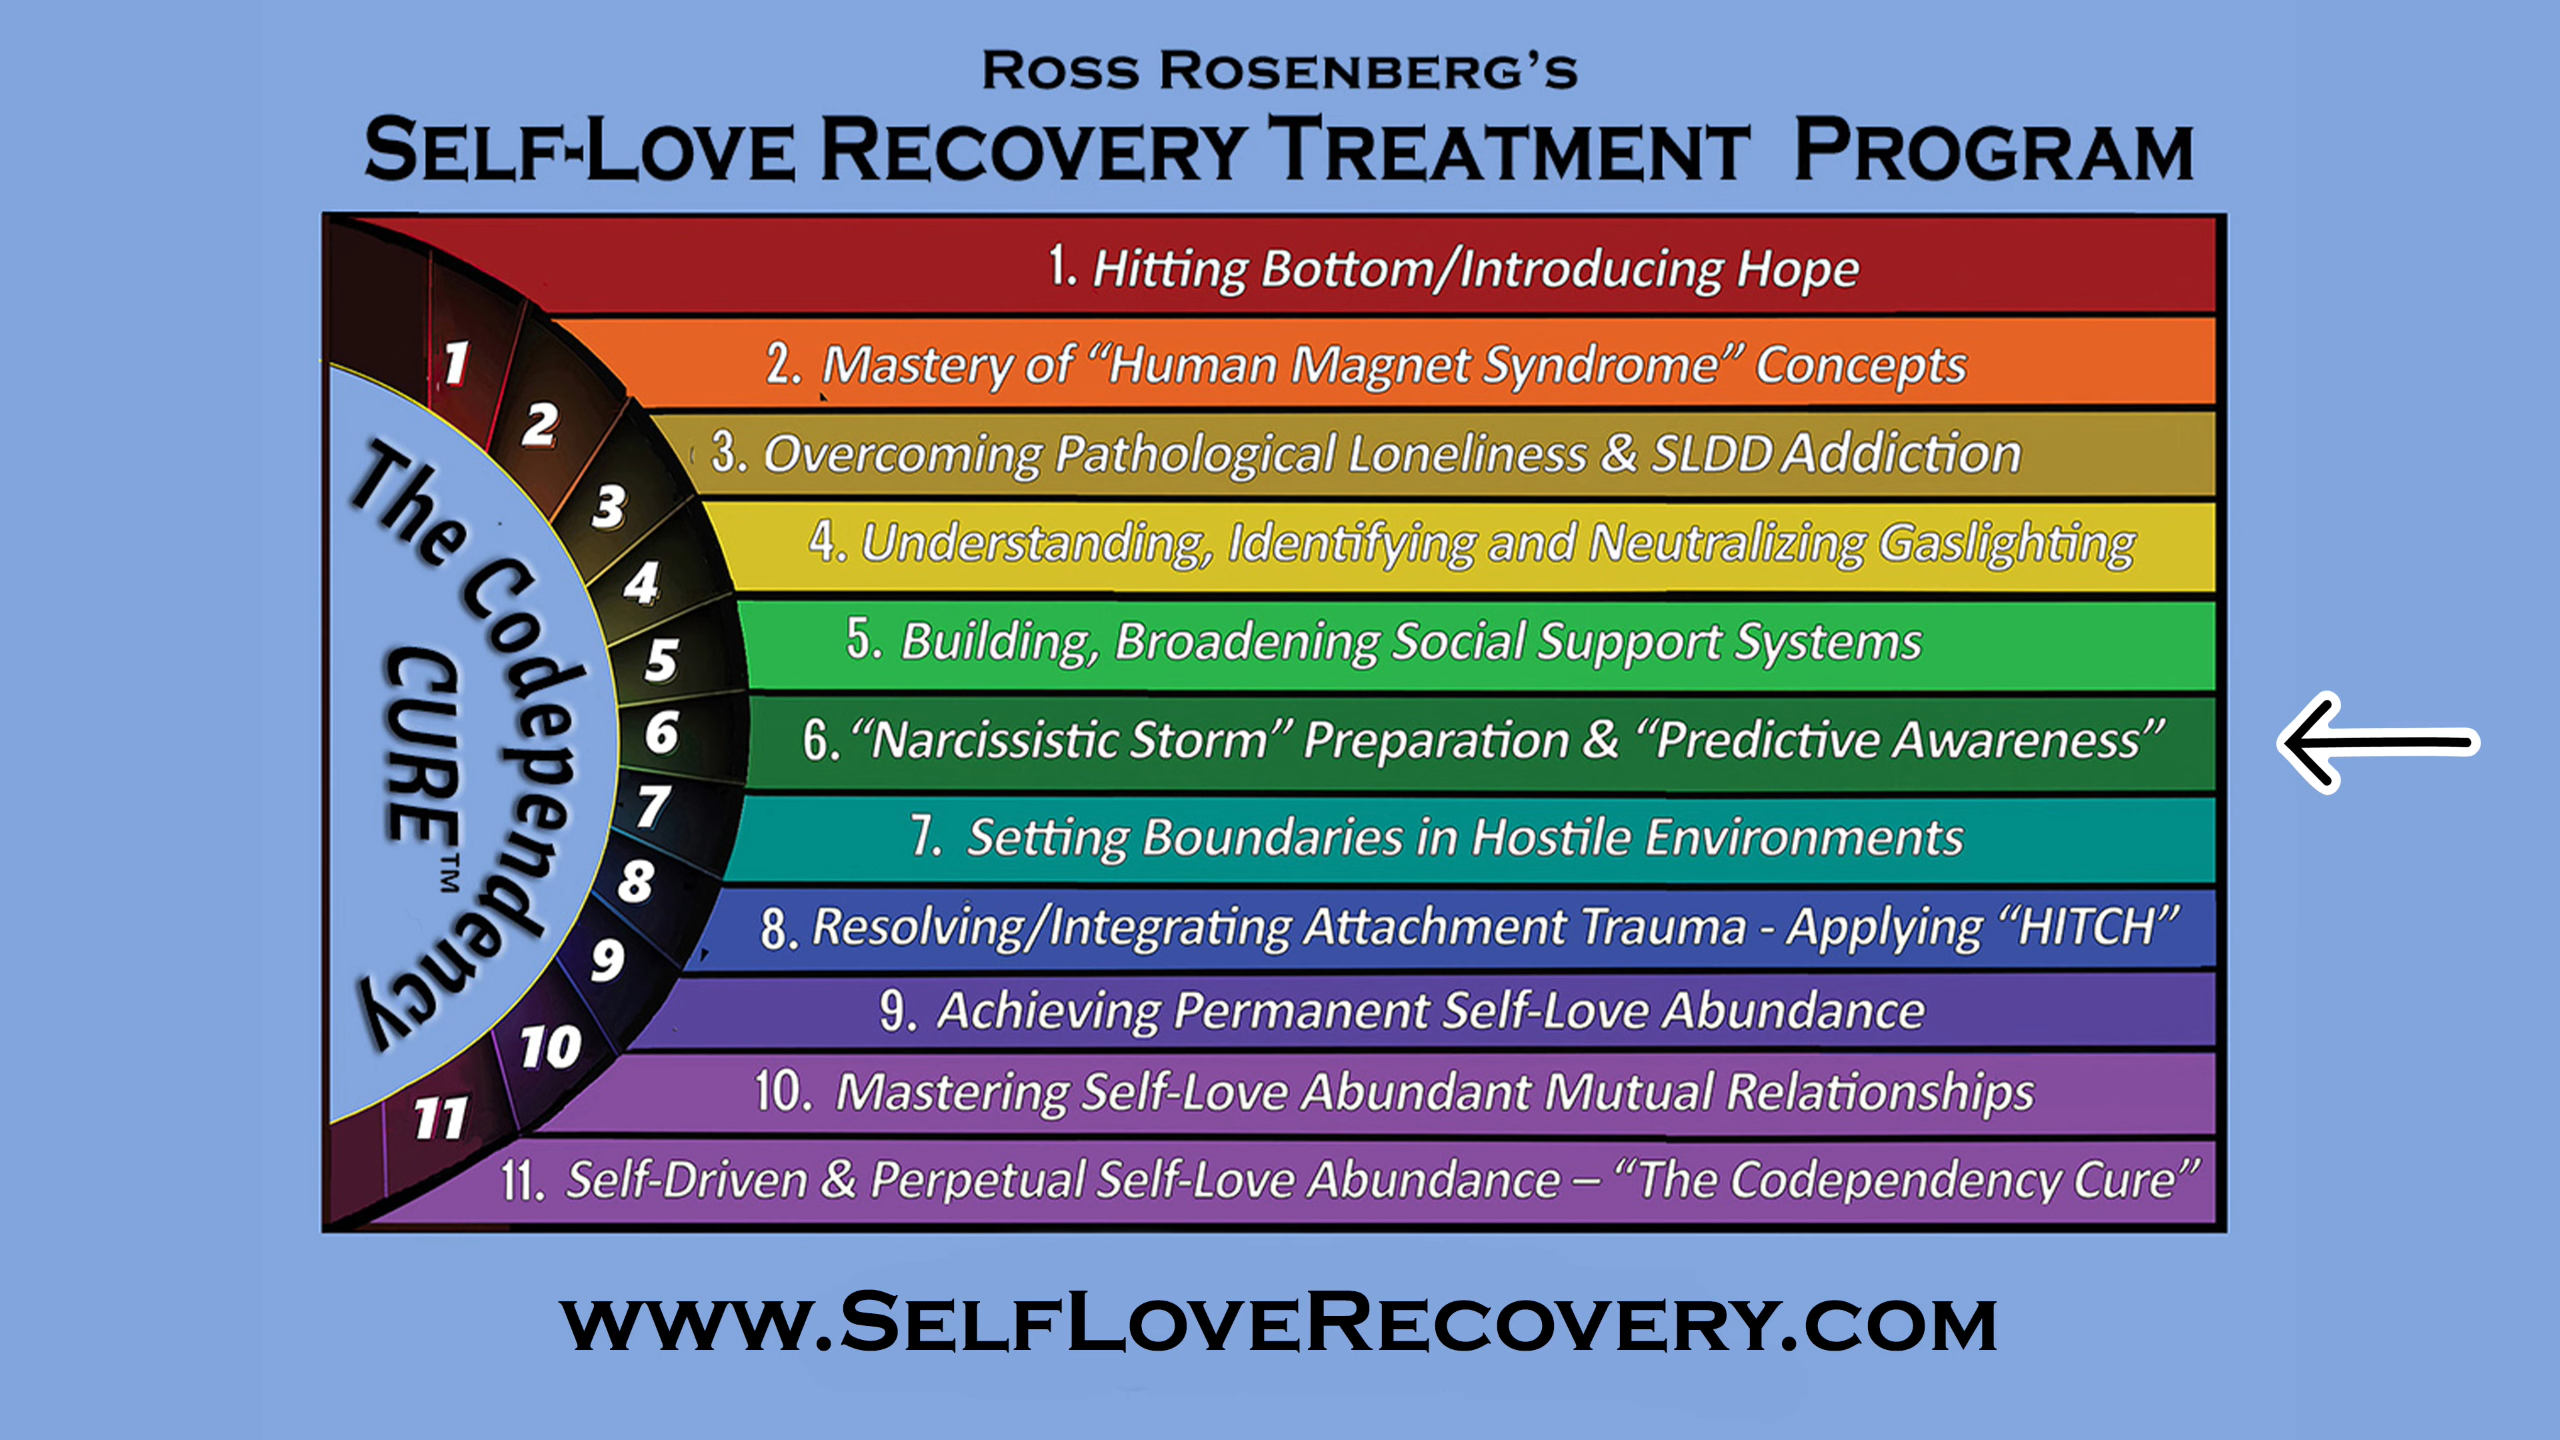 Ross Rosenberg's
Self-Love Recovery Treatment Program
The Codependency
CURE™
1
2
3
4
5
6
7
8
9
10
11
1. Hitting Bottom/Introducing Hope
2. Mastery of “Human Magnet Syndrome” Concepts
3. Overcoming Pathological Loneliness & SLDD Addiction
4. Understanding, Identifying and Neutralizing Gaslighting
5. Building, Broadening Social Support Systems
6. “Narcissistic Storm” Preparation & “Predictive Awareness”
7. Setting Boundaries in Hostile Environments
8. Resolving/Integrating Attachment Trauma - Applying “HITCH”
9. Achieving Permanent Self-Love Abundance
10. Mastering Self-Love Abundant Mutual Relationships
11. Self-Driven & Perpetual Self-Love Abundance – “The Codependency Cure”
www.SelfLoveRecovery.com